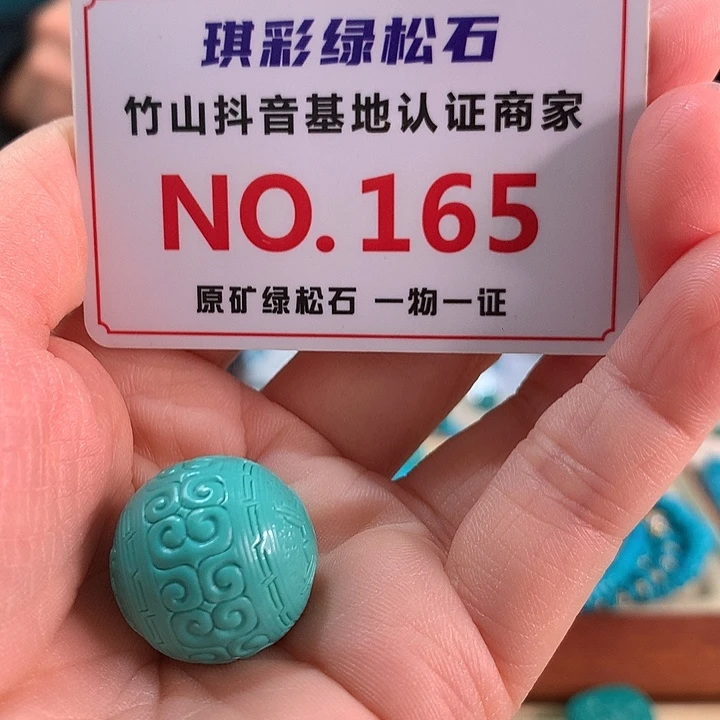 琪彩绿松石
竹山抖音基地认证商家
NO.165
原矿绿松石 一物一证